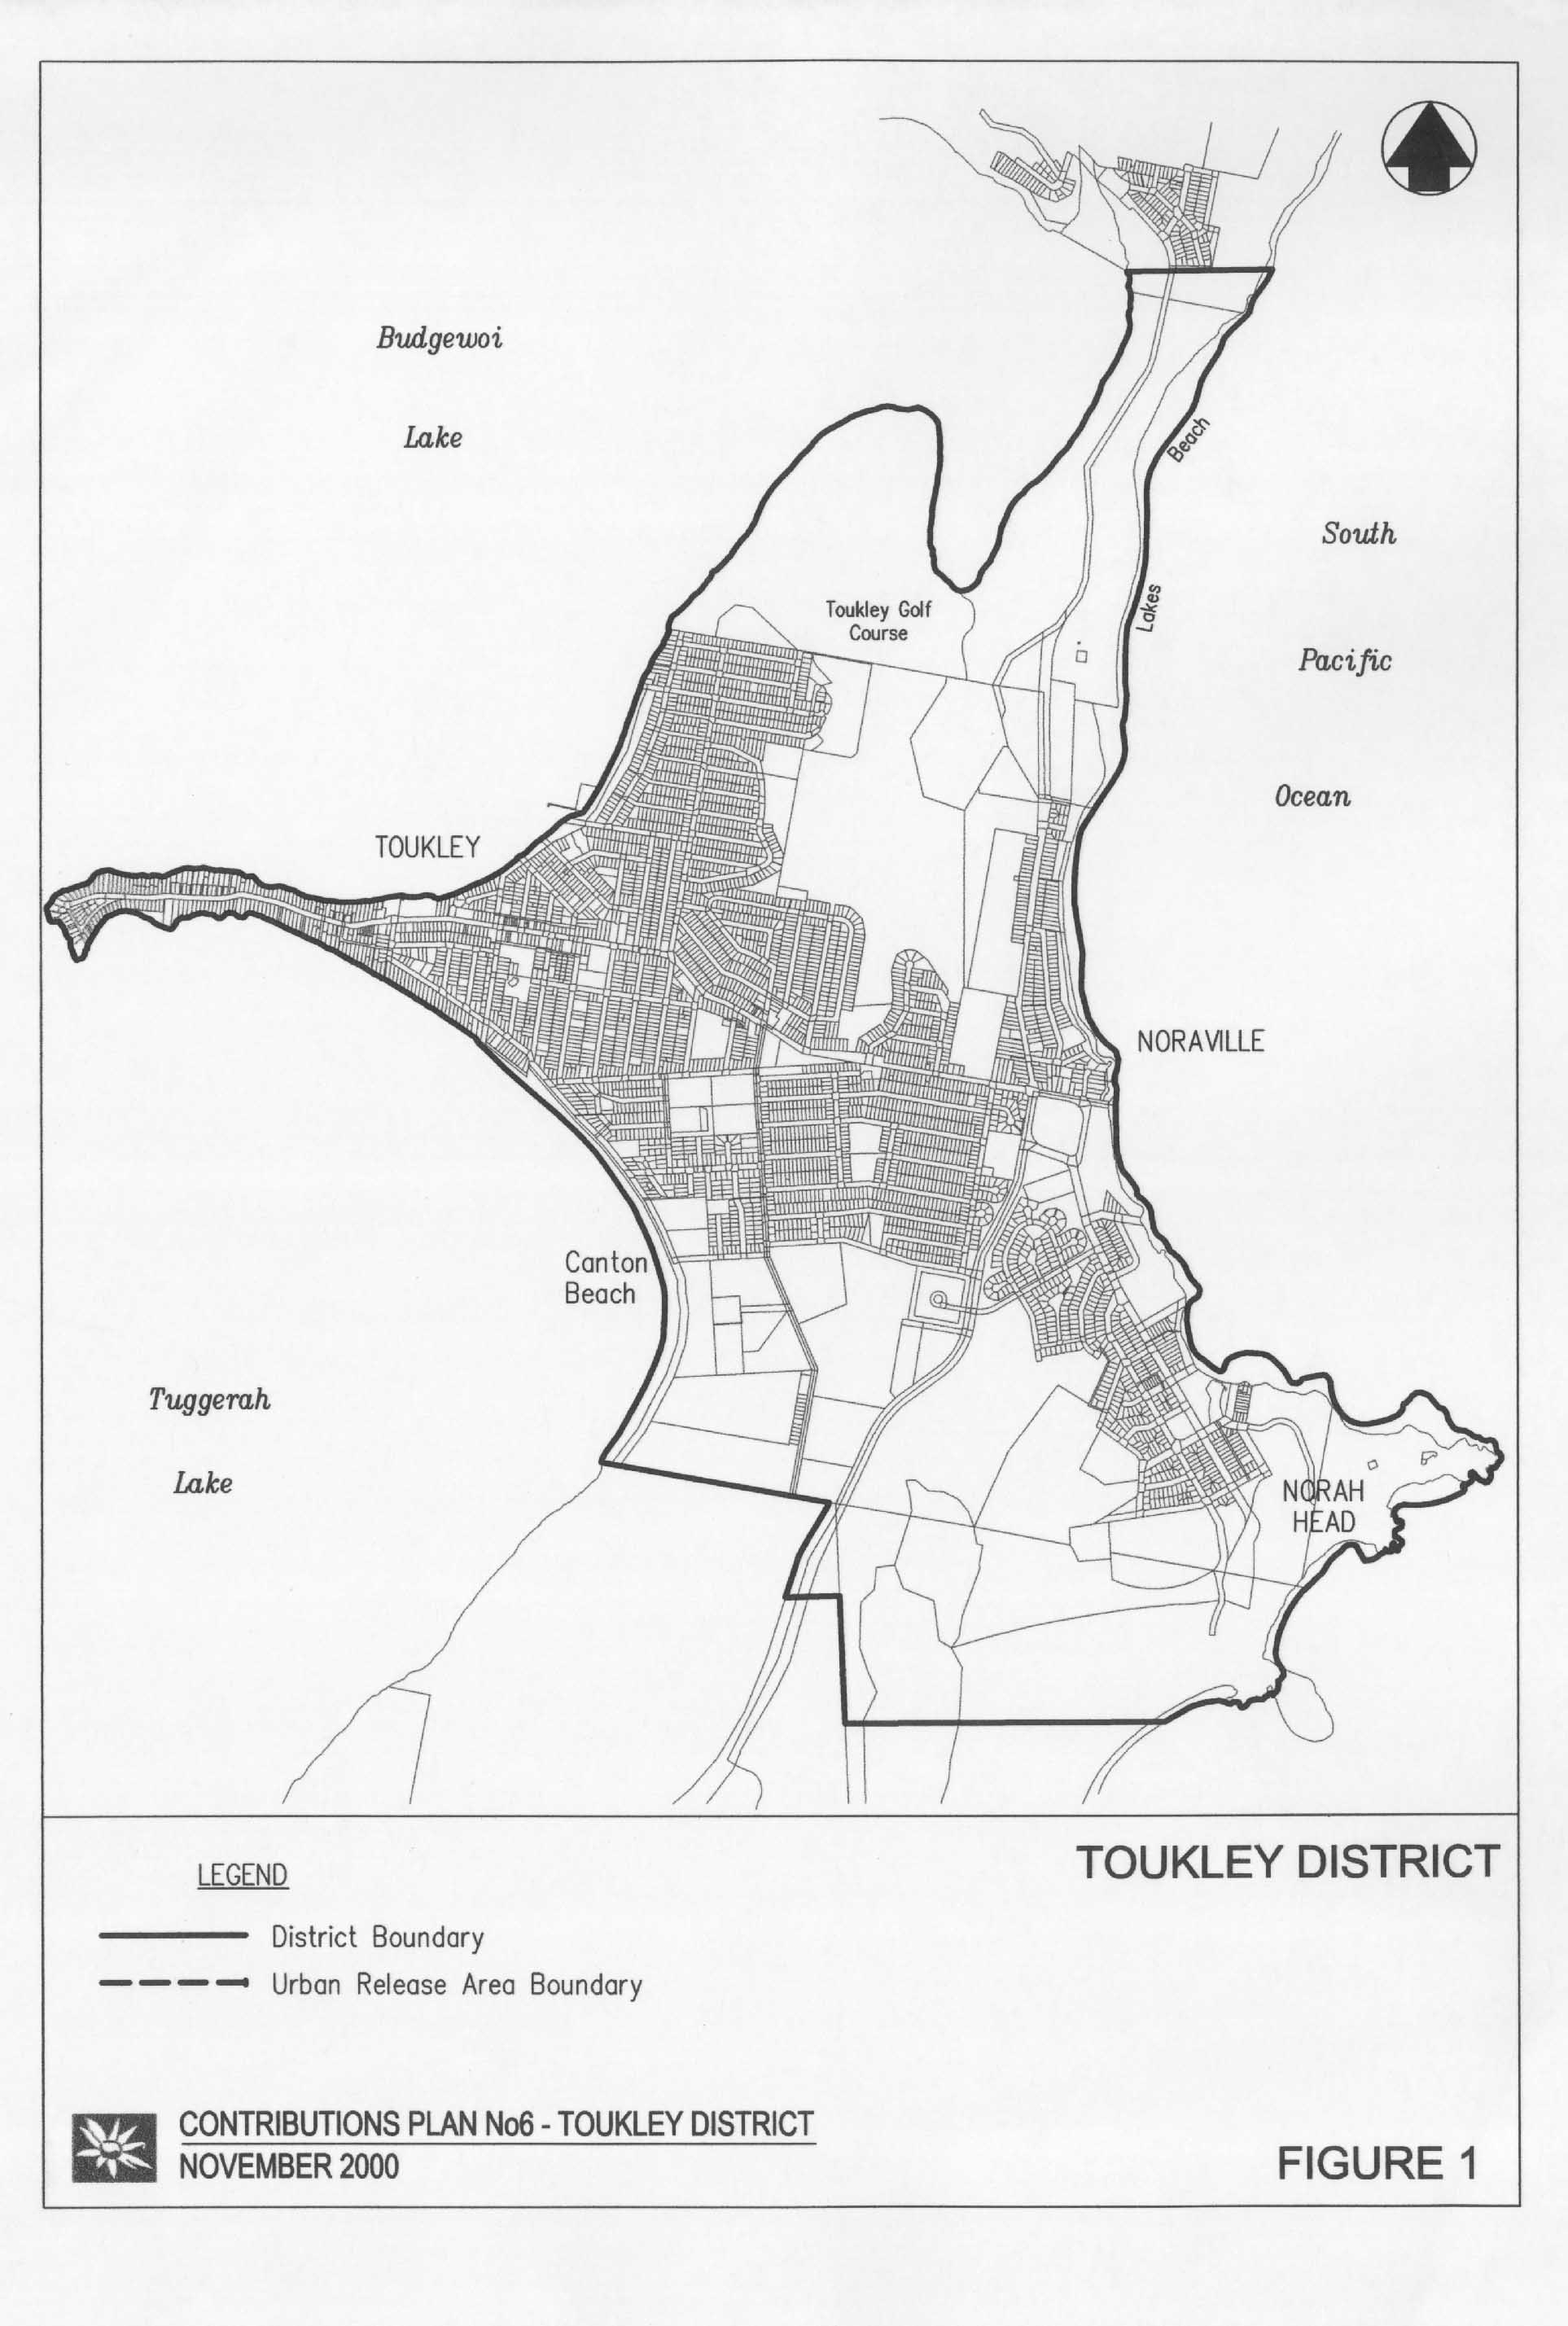 Budgewoi
Lake
Beach
South
Lakes
Toukley Golf
Course
Pacific
Ocean
TOUKLEY
NORAVILLE
Canton
Beach
Tuggerah
Lake
NORAH
HEAD
TOUKLEY DISTRICT
LEGEND
District Boundary
Urban Release Area Boundary
CONTRIBUTIONS PLAN No6 - TOUKLEY DISTRICT
NOVEMBER 2000
FIGURE 1